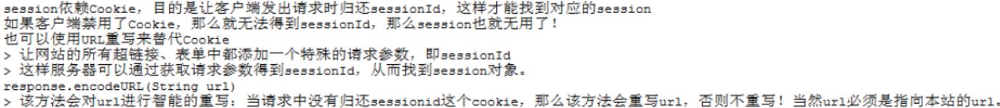 session依赖Cookie，目的是让客户端发出请求时归还sessionId，这样才能找到对应的session
如果客户端禁用了Cookie，那么就无法得到sessionId，那么session也就无用了！
也可以使用URL重写来替代Cookie
> 让网站的所有超链接、表单中都添加一个特殊的请求参数，即sessionId
> 这样服务器可以通过获取请求参数得到sessionId，从而找到session对象。
response.encodeURL(String url)
> 该方法会对url进行智能的重写：当请求中没有归还sessionid这个cookie，那么该方法会重写url，否则不重写！当然url必须是指向本站的url。